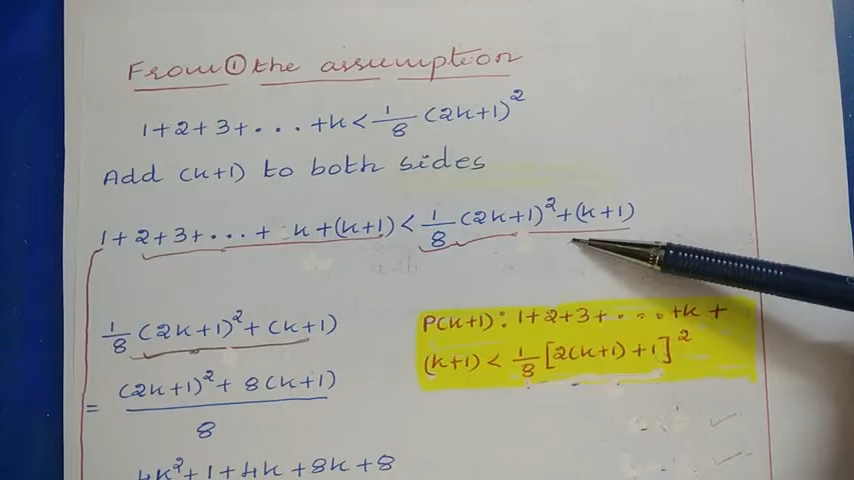 From ① the assumption
1+2+3+...+k < 1/8 (2k+1)²
Add (k+1) to both sides
1+2+3+...+k+(k+1) < 1/8 (2k+1)²+(k+1)
1/8 (2k+1)²+(k+1)
P(k+1): 1+2+3+....+k+
(k+1) < 1/8 [2(k+1)+1]²
= (2k+1)²+8(k+1) / 8
4k²+1+4k+8k+8